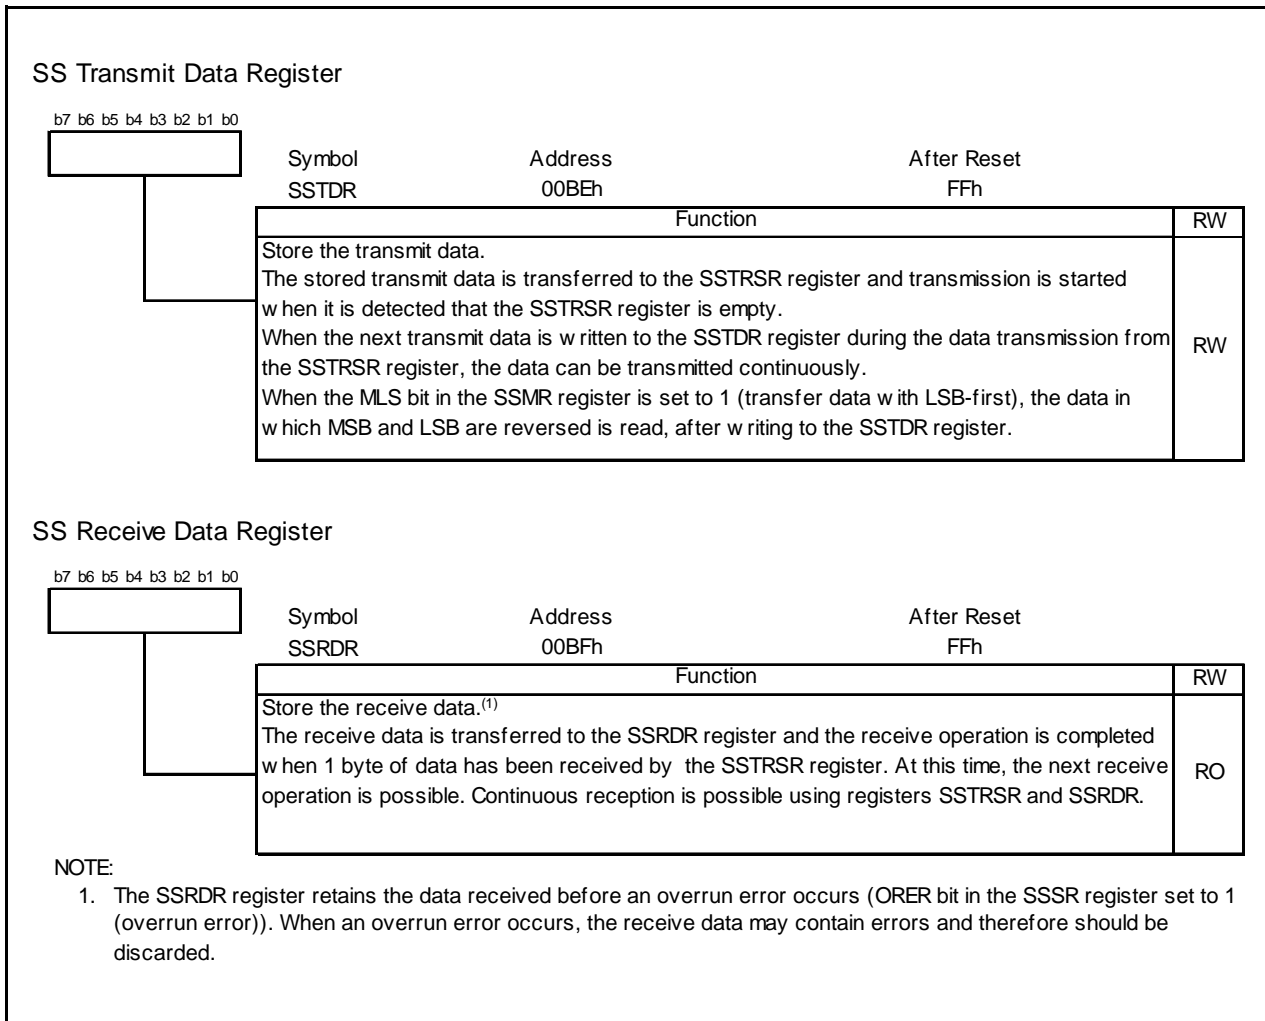 SS Transmit Data Register
b7 b6 b5 b4 b3 b2 b1 b0
Symbol Address After Reset
SSTDR 00BEh FFh
Function RW
Store the transmit data.
The stored transmit data is transferred to the SSTRSR register and transmission is started
when it is detected that the SSTRSR register is empty.
When the next transmit data is written to the SSTDR register during the data transmission from
the SSTRSR register, the data can be transmitted continuously.
When the MLS bit in the SSMR register is set to 1 (transfer data with LSB-first), the data in
which MSB and LSB are reversed is read, after writing to the SSTDR register.
RW
SS Receive Data Register
b7 b6 b5 b4 b3 b2 b1 b0
Symbol Address After Reset
SSRDR 00BFh FFh
Function RW
Store the receive data.(1)
The receive data is transferred to the SSRDR register and the receive operation is completed
when 1 byte of data has been received by the SSTRSR register. At this time, the next receive
operation is possible. Continuous reception is possible using registers SSTRSR and SSRDR.
RO
NOTE:
1. The SSRDR register retains the data received before an overrun error occurs (ORER bit in the SSSR register set to 1
(overrun error)). When an overrun error occurs, the receive data may contain errors and therefore should be
discarded.